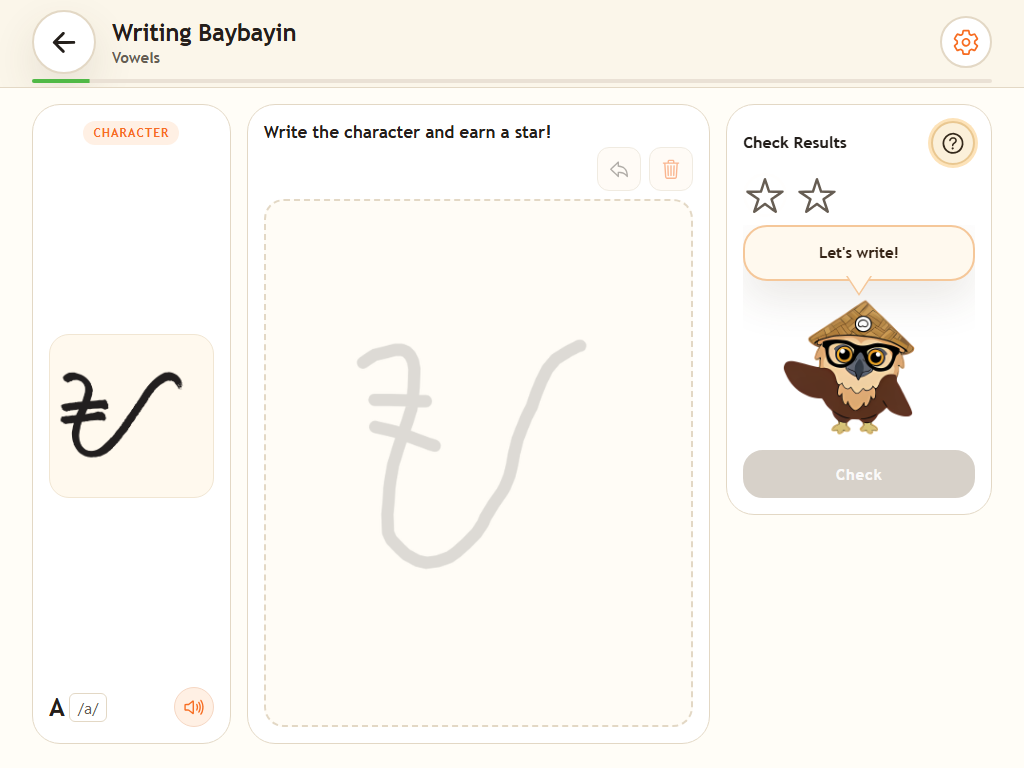 Writing Baybayin
Vowels
CHARACTER
ᜀ
A /a/
Write the character and earn a star!
ᜀ
Check Results
Let's write!
Check